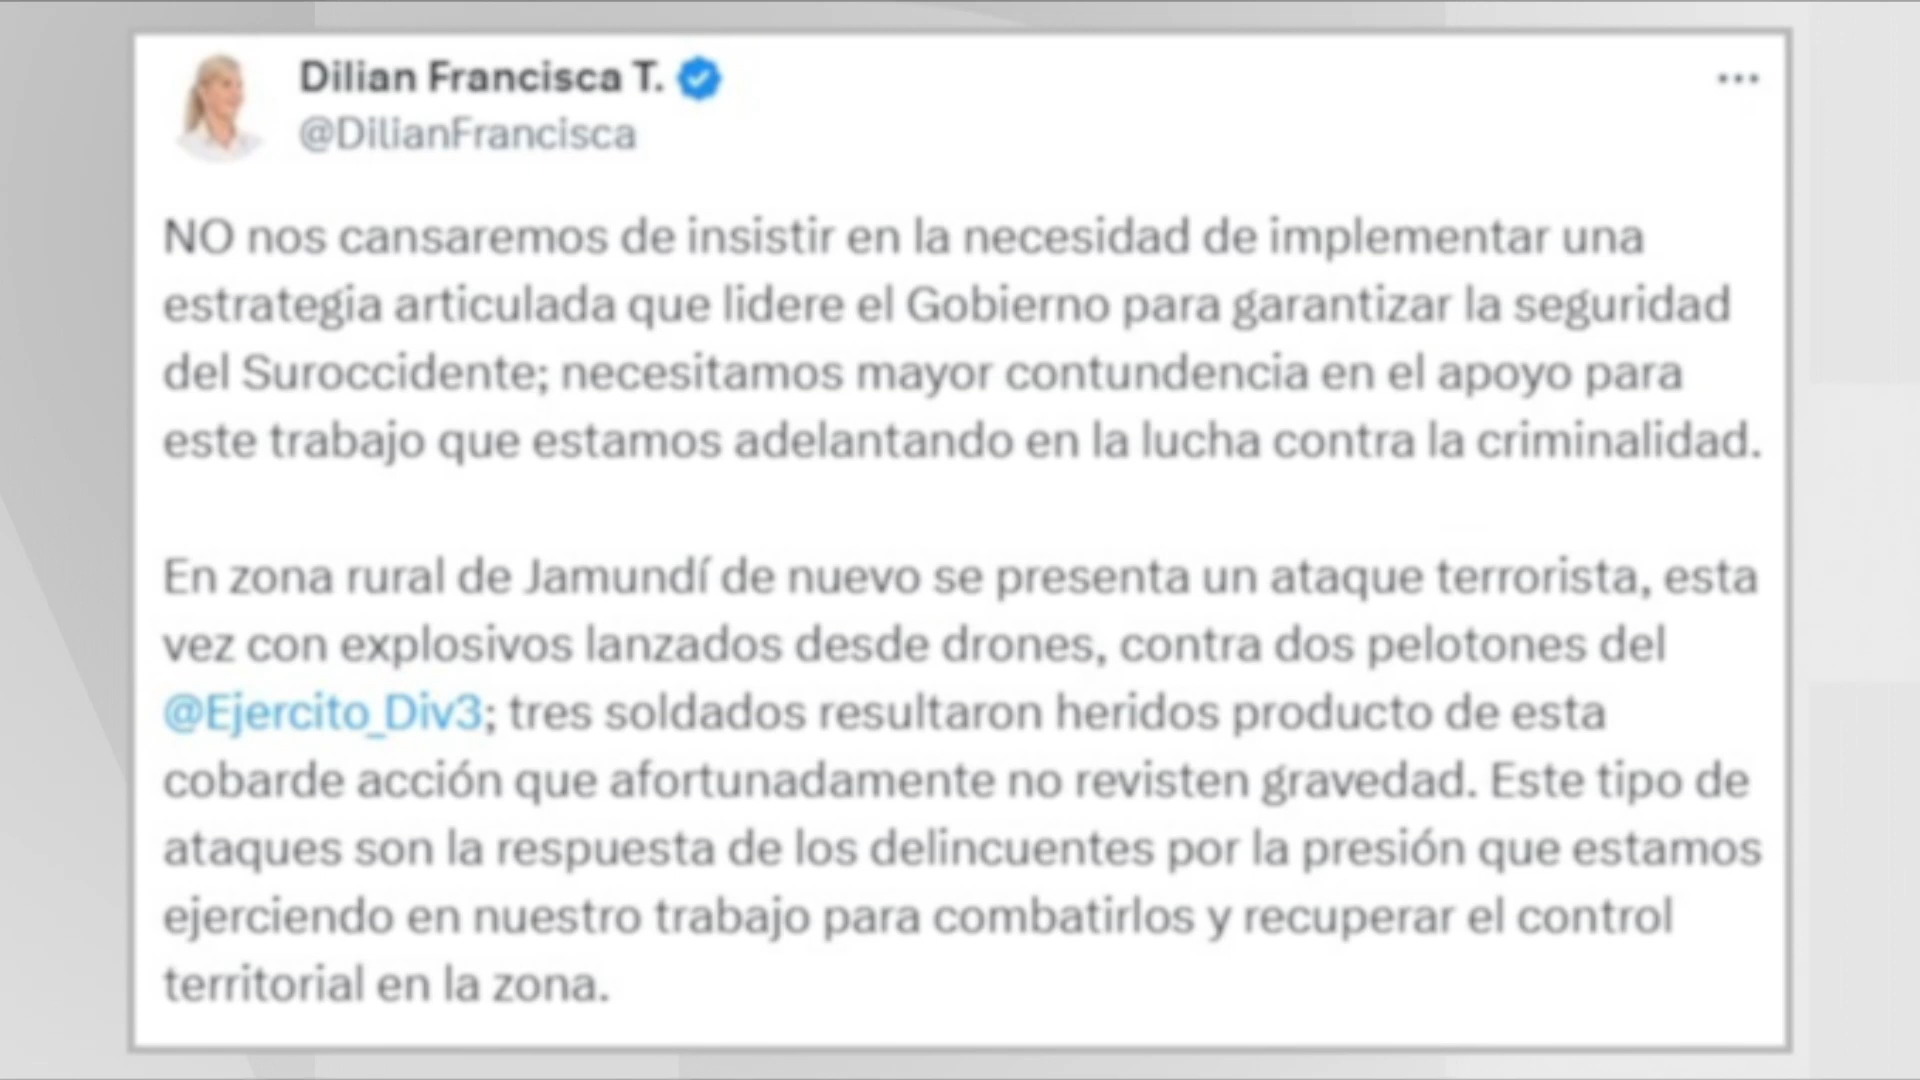 Dilian Francisca T.
@DilianFrancisca
NO nos cansaremos de insistir en la necesidad de implementar una
estrategia articulada que lidere el Gobierno para garantizar la seguridad
del Suroccidente; necesitamos mayor contundencia en el apoyo para
este trabajo que estamos adelantando en la lucha contra la criminalidad.
En zona rural de Jamundí de nuevo se presenta un ataque terrorista, esta
vez con explosivos lanzados desde drones, contra dos pelotones del
@Ejercito_Div3; tres soldados resultaron heridos producto de esta
cobarde acción que afortunadamente no revisten gravedad. Este tipo de
ataques son la respuesta de los delincuentes por la presión que estamos
ejerciendo en nuestro trabajo para combatirlos y recuperar el control
territorial en la zona.